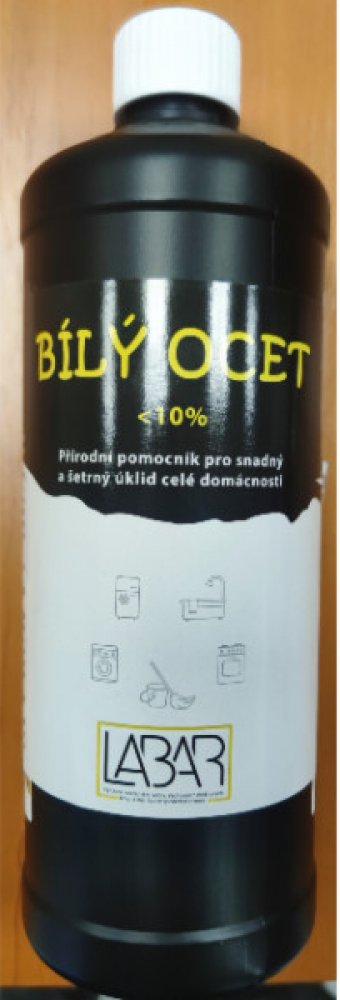 BÍLÝ OCET
<10%
Přírodní pomocník pro snadný
a šetrný úklid celé domácnosti
LABAR